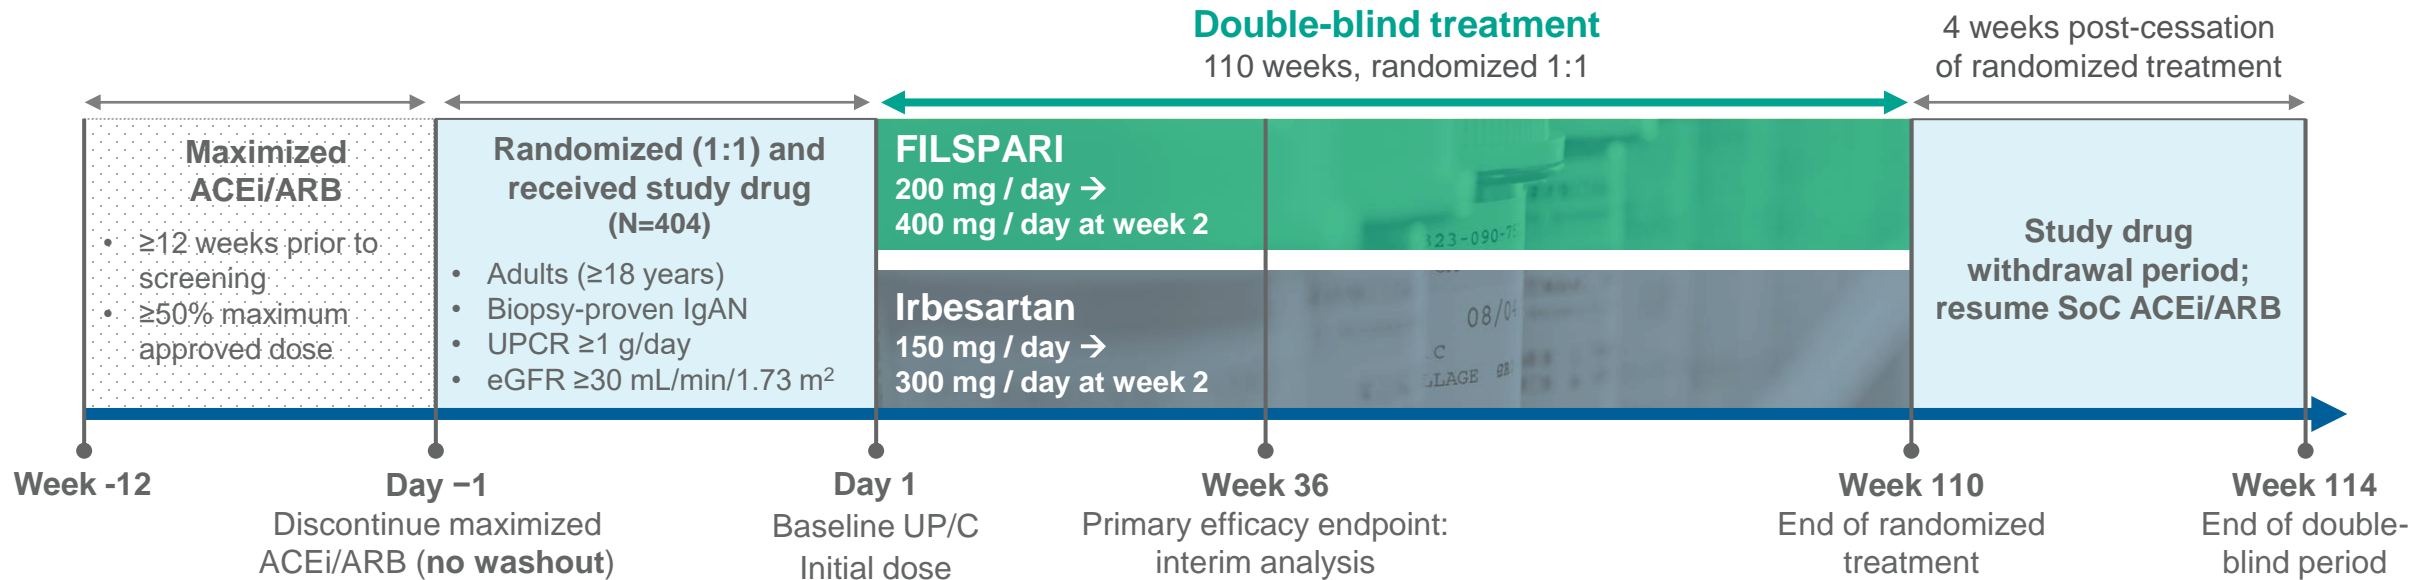 Double-blind treatment
110 weeks, randomized 1:1
4 weeks post-cessation
of randomized treatment
Maximized
ACEi/ARB
• ≥12 weeks prior to
screening
• ≥50% maximum
approved dose
Randomized (1:1) and
received study drug
(N=404)
• Adults (≥18 years)
• Biopsy-proven IgAN
• UPCR ≥1 g/day
• eGFR ≥30 mL/min/1.73 m²
FILSPARI
200 mg / day →
400 mg / day at week 2
Irbesartan
150 mg / day →
300 mg / day at week 2
323-090-75
08/04
LLAGE
Study drug
withdrawal period;
resume SoC ACEi/ARB
Week -12
Day −1
Discontinue maximized
ACEi/ARB (no washout)
Day 1
Baseline UP/C
Initial dose
Week 36
Primary efficacy endpoint:
interim analysis
Week 110
End of randomized
treatment
Week 114
End of double-
blind period